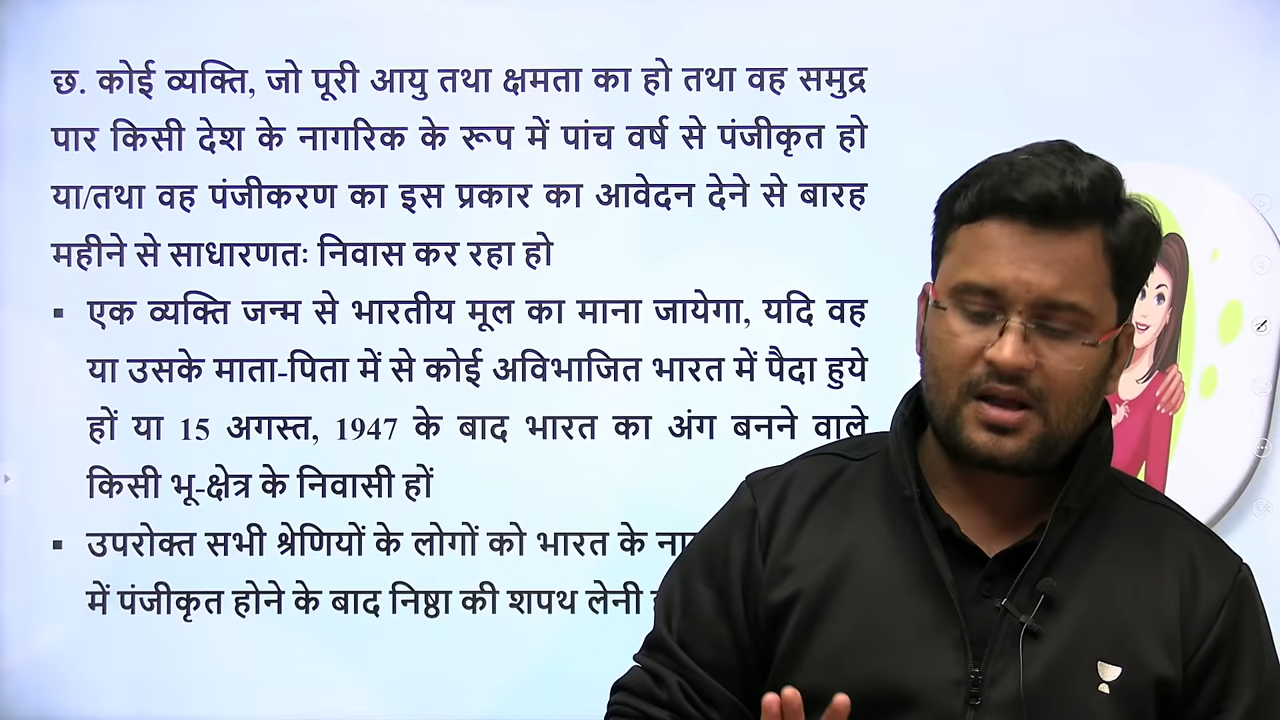 छ. कोई व्यक्ति, जो पूरी आयु तथा क्षमता का हो तथा वह समुद्र
पार किसी देश के नागरिक के रूप में पांच वर्ष से पंजीकृत हो
या/तथा वह पंजीकरण का इस प्रकार का आवेदन देने से बारह
महीने से साधारणतः निवास कर रहा हो
▪ एक व्यक्ति जन्म से भारतीय मूल का माना जायेगा, यदि वह
या उसके माता-पिता में से कोई अविभाजित भारत में पैदा हुये
हों या 15 अगस्त, 1947 के बाद भारत का अंग बनने वाले
किसी भू-क्षेत्र के निवासी हों
▪ उपरोक्त सभी श्रेणियों के लोगों को भारत के
में पंजीकृत होने के बाद निष्ठा की शपथ लेनी